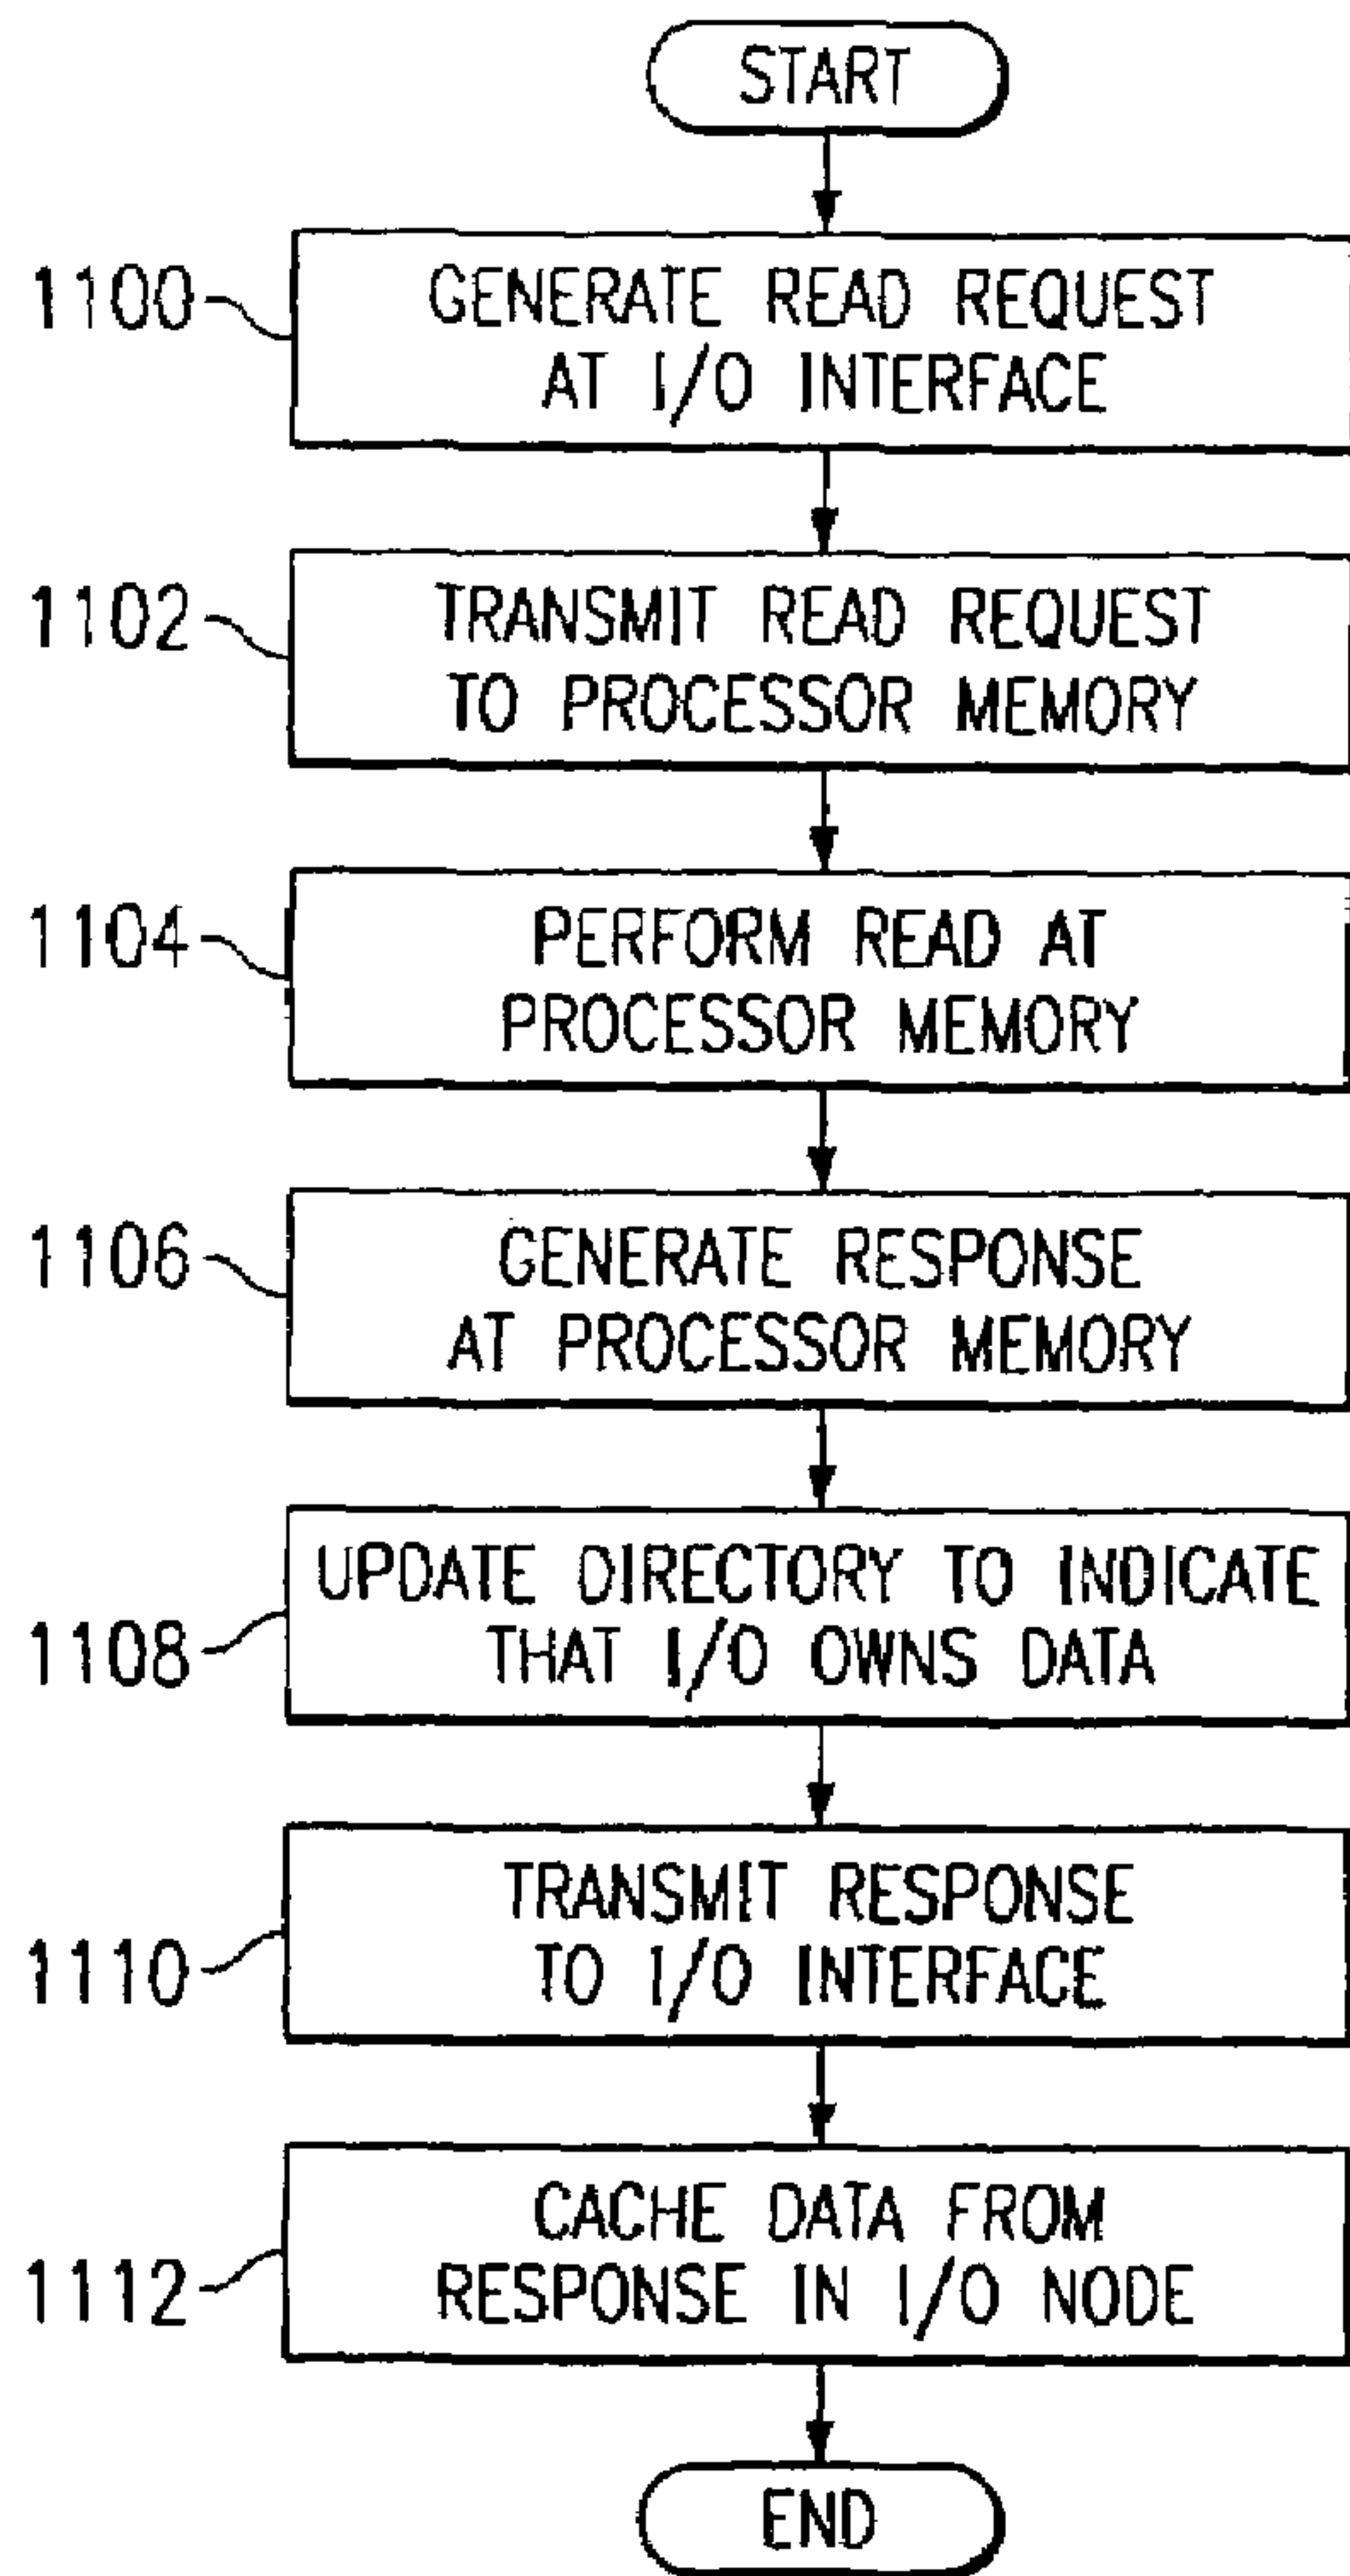 START
1100
GENERATE READ REQUEST
AT I/O INTERFACE
1102
TRANSMIT READ REQUEST
TO PROCESSOR MEMORY
1104
PERFORM READ AT
PROCESSOR MEMORY
1106
GENERATE RESPONSE
AT PROCESSOR MEMORY
1108
UPDATE DIRECTORY TO INDICATE
THAT I/O OWNS DATA
1110
TRANSMIT RESPONSE
TO I/O INTERFACE
1112
CACHE DATA FROM
RESPONSE IN I/O NODE
END